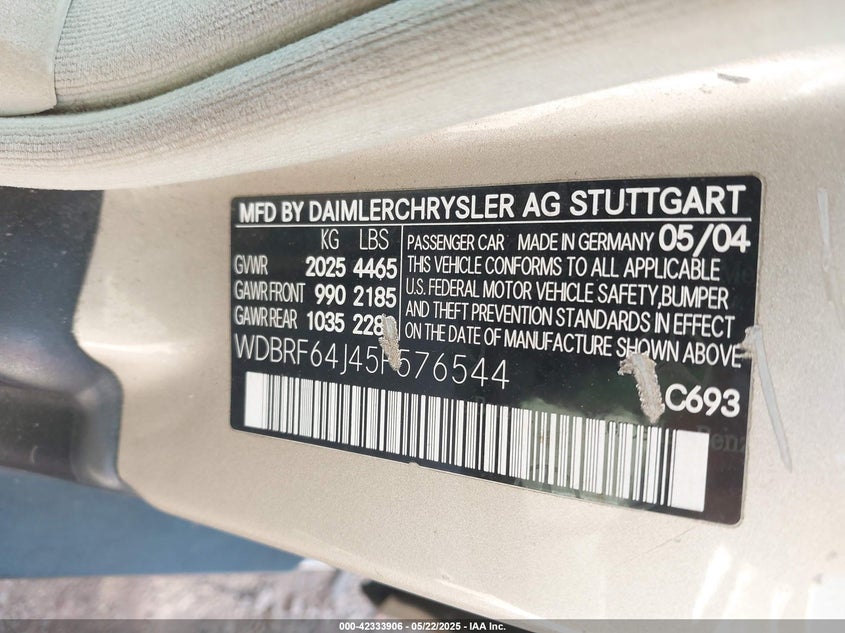 MFD BY DAIMLERCHRYSLER AG STUTTGART
KG LBS
GVWR 2025 4465
GAWR FRONT 990 2185
GAWR REAR 1035
PASSENGER CAR MADE IN GERMANY 05/04
THIS VEHICLE CONFORMS TO ALL APPLICABLE
U.S. FEDERAL MOTOR VEHICLE SAFETY,BUMPER
AND THEFT PREVENTION STANDARDS IN EFFECT
ON THE DATE OF MANUFACTURE SHOWN ABOVE
C693
000-42333906 - 05/22/2025 - IAA Inc.